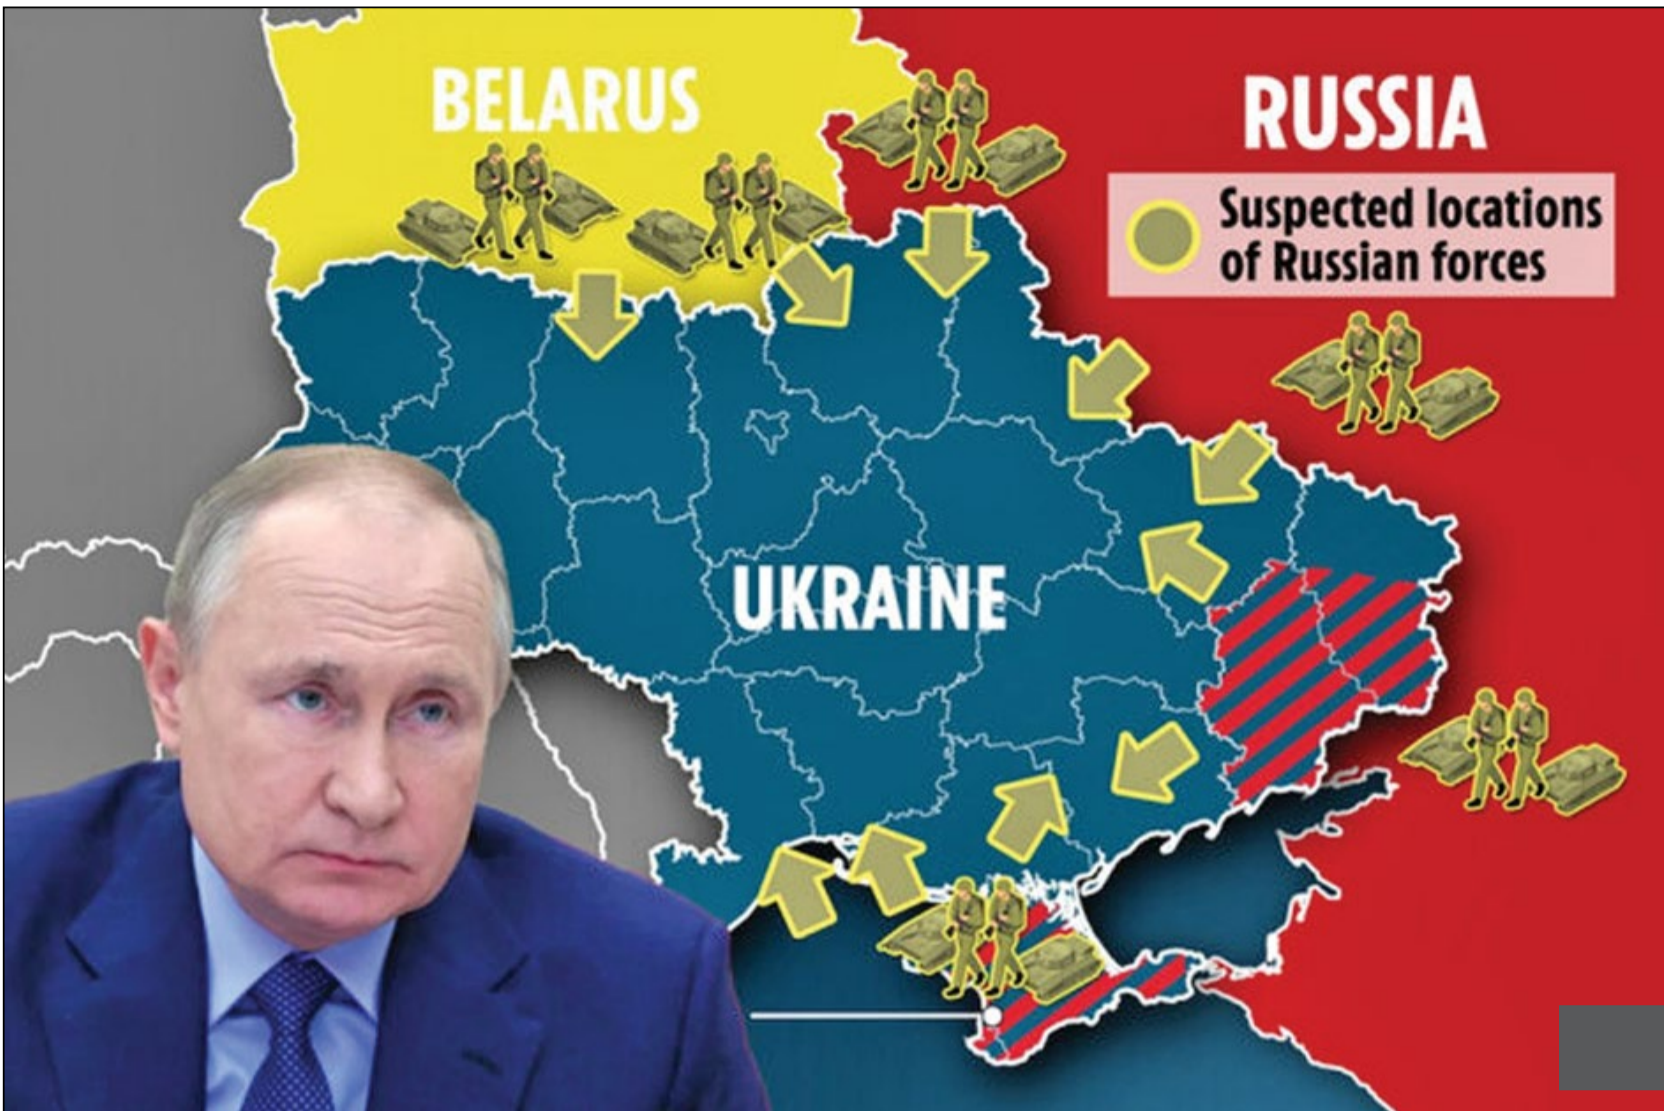 BELARUS
RUSSIA
Suspected locations
of Russian forces
UKRAINE